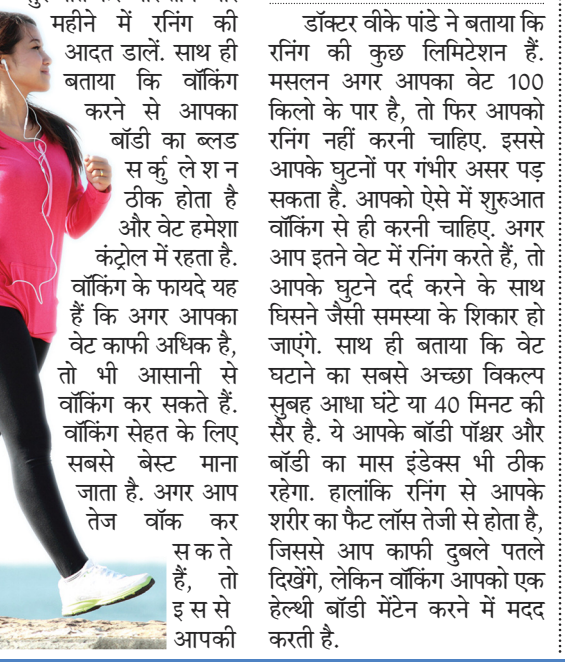 महीने में रनिंग की
आदत डालें. साथ ही
बताया कि वॉकिंग
करने से आपका
बॉडी का ब्लड
सर्कुलेशन
ठीक होता है
और वेट हमेशा
कंट्रोल में रहता है.
वॉकिंग के फायदे यह
हैं कि अगर आपका
वेट काफी अधिक है,
तो भी आसानी से
वॉकिंग कर सकते हैं.
वॉकिंग सेहत के लिए
सबसे बेस्ट माना
जाता है. अगर आप
तेज वॉक कर
सकते
हैं, तो
इससे
आपकी
डॉक्टर वीके पांडे ने बताया कि
रनिंग की कुछ लिमिटेशन हैं.
मसलन अगर आपका वेट 100
किलो के पार है, तो फिर आपको
रनिंग नहीं करनी चाहिए. इससे
आपके घुटनों पर गंभीर असर पड़
सकता है. आपको ऐसे में शुरुआत
वॉकिंग से ही करनी चाहिए. अगर
आप इतने वेट में रनिंग करते हैं, तो
आपके घुटने दर्द करने के साथ
घिसने जैसी समस्या के शिकार हो
जाएंगे. साथ ही बताया कि वेट
घटाने का सबसे अच्छा विकल्प
सुबह आधा घंटे या 40 मिनट की
सैर है. ये आपके बॉडी पॉश्चर और
बॉडी का मास इंडेक्स भी ठीक
रहेगा. हालांकि रनिंग से आपके
शरीर का फैट लॉस तेजी से होता है,
जिससे आप काफी दुबले पतले
दिखेंगे, लेकिन वॉकिंग आपको एक
हेल्थी बॉडी मेंटेन करने में मदद
करती है.